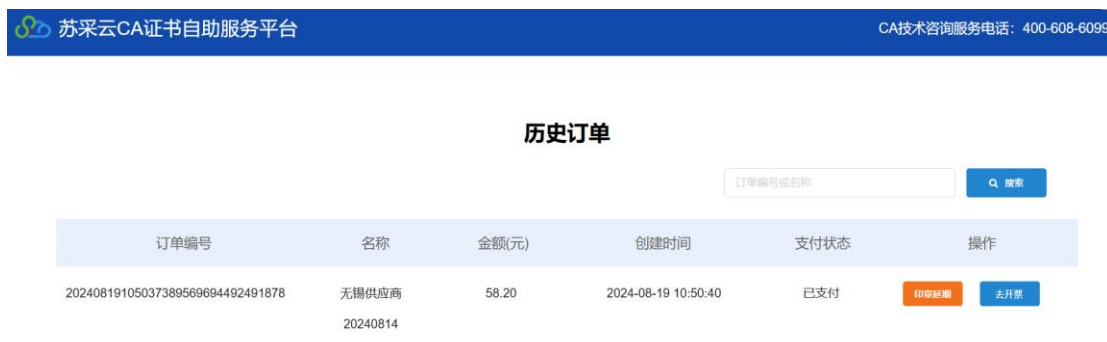 苏采云CA证书自助服务平台
CA技术咨询服务电话：400-608-6099
历史订单
订单编号或名称
搜索
订单编号 名称 金额(元) 创建时间 支付状态 操作
20240819105037389569694492491878 无锡供应商 58.20 2024-08-19 10:50:40 已支付 印章延期 去开票
20240814